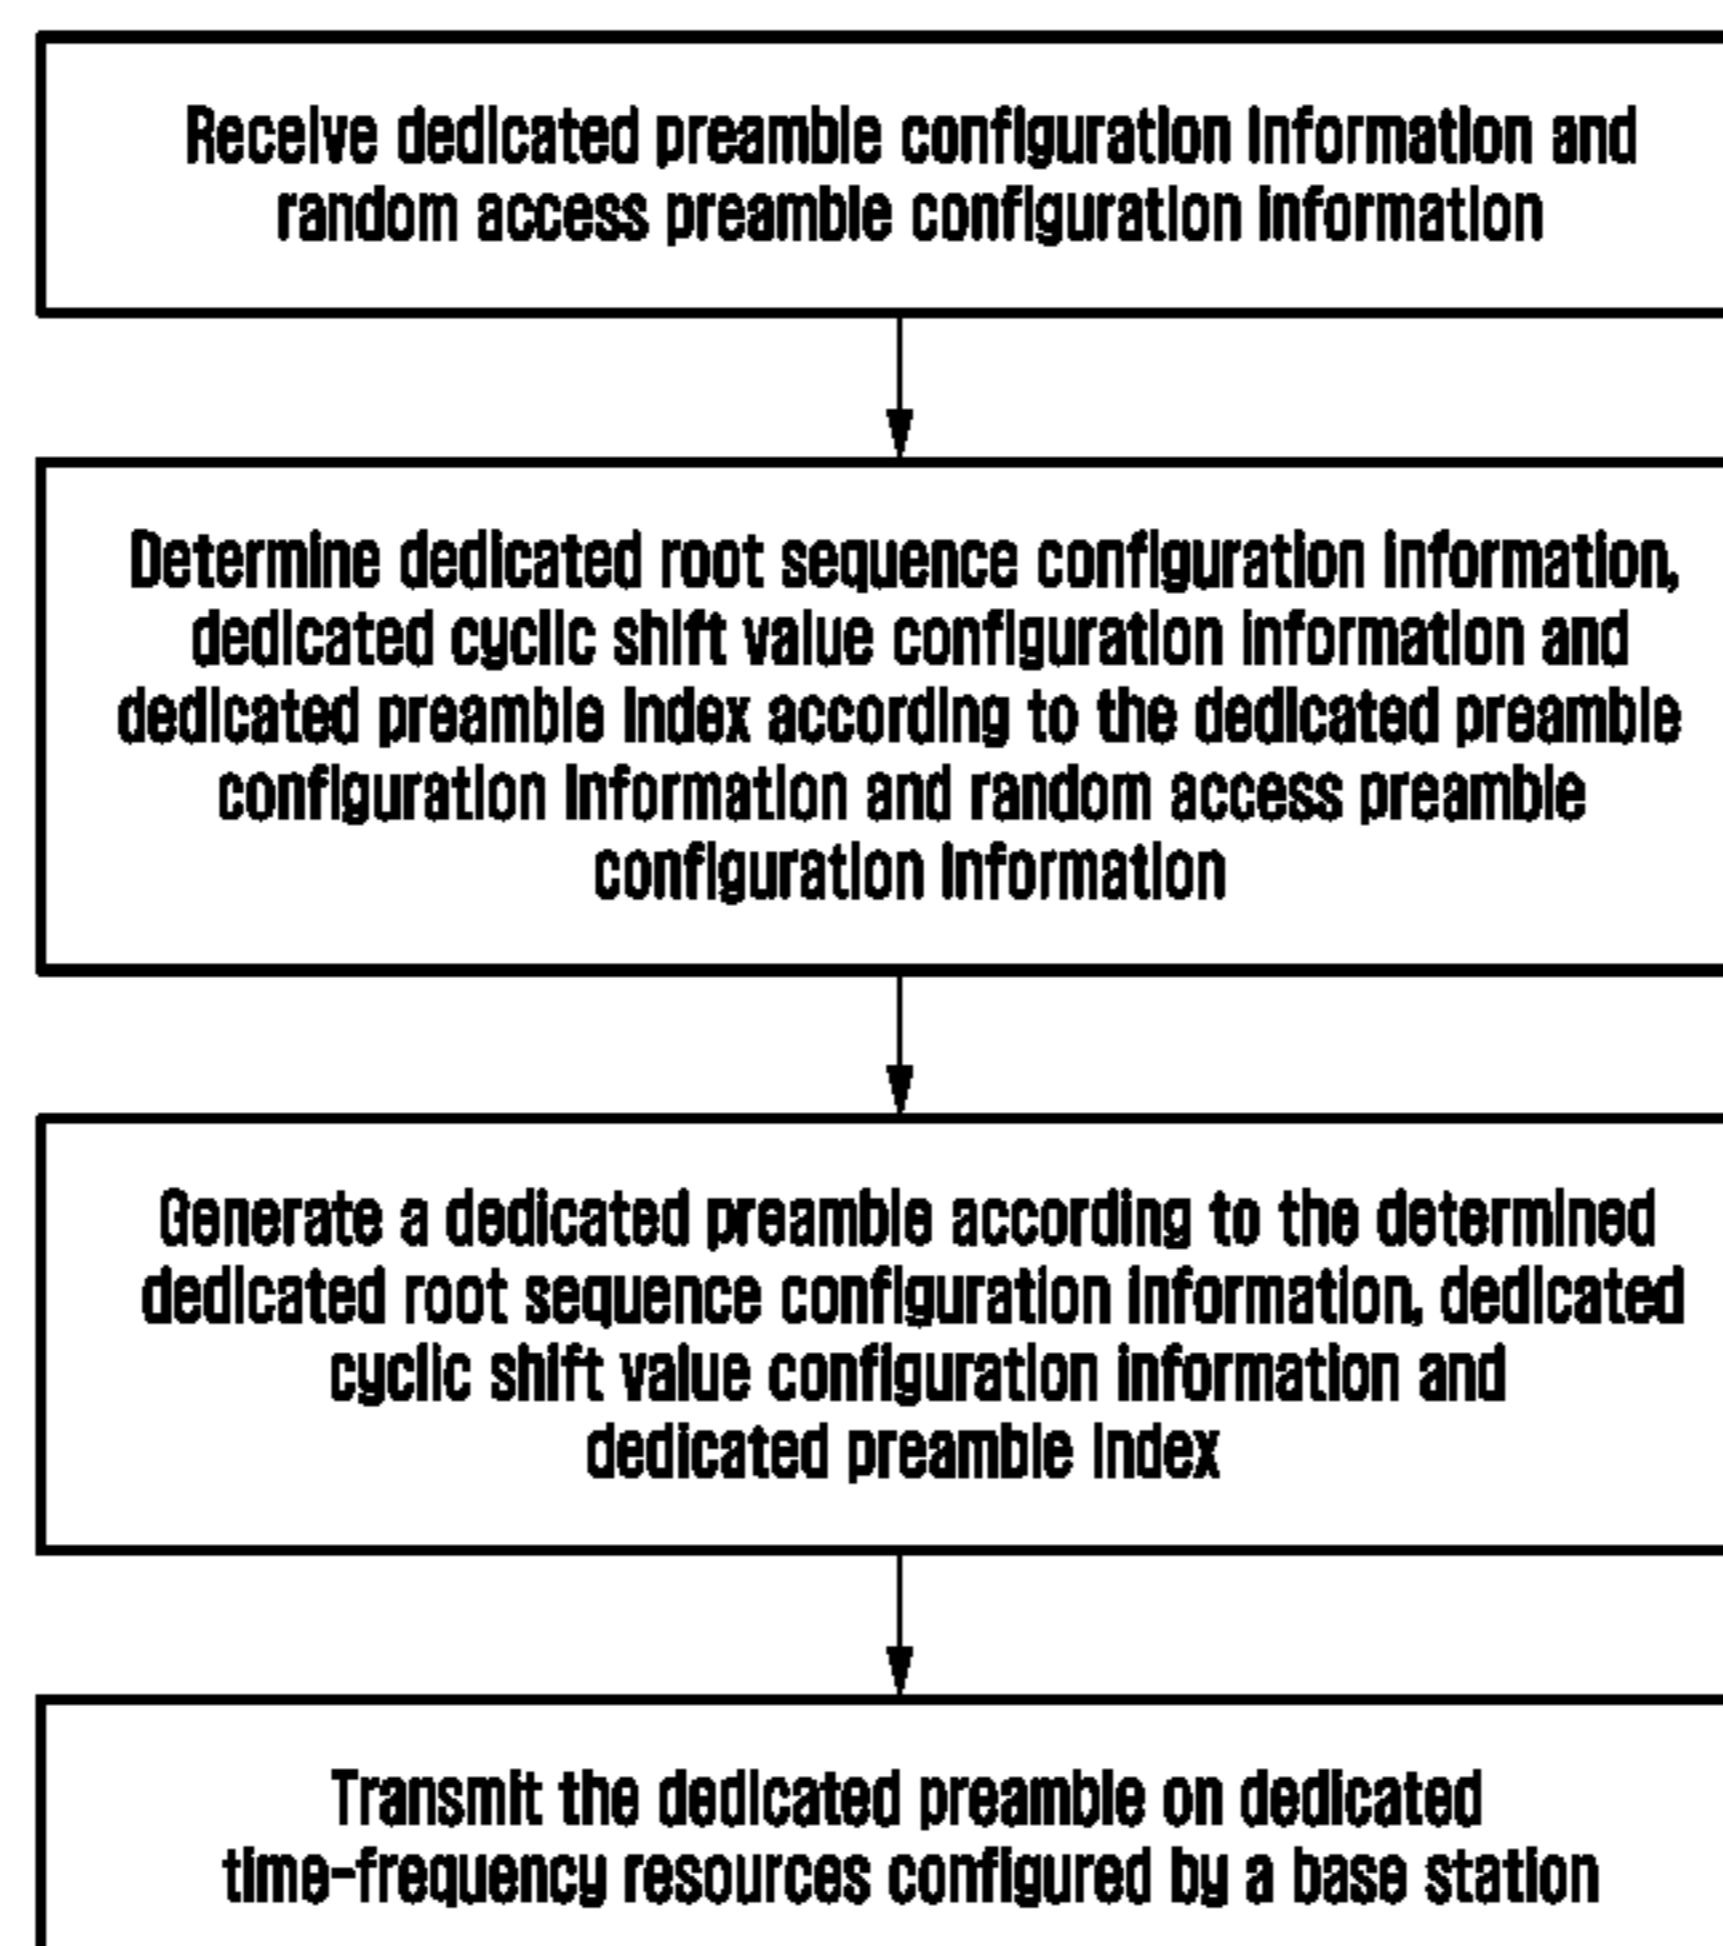 Receive dedicated preamble configuration information and
random access preamble configuration information
Determine dedicated root sequence configuration information,
dedicated cyclic shift value configuration information and
dedicated preamble index according to the dedicated preamble
configuration information and random access preamble
configuration information
Generate a dedicated preamble according to the determined
dedicated root sequence configuration information, dedicated
cyclic shift value configuration information and
dedicated preamble index
Transmit the dedicated preamble on dedicated
time-frequency resources configured by a base station